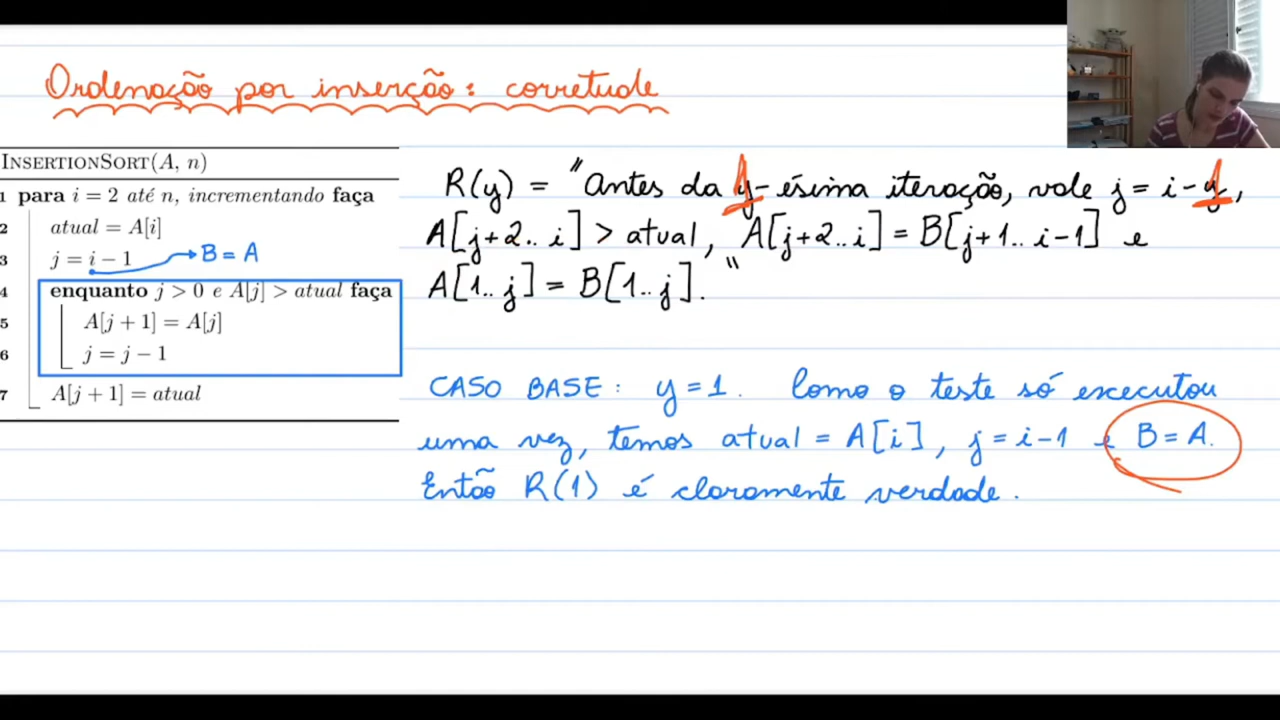 Ordenação por inserção: corretude
INSERTIONSORT(A, n)
1 para i = 2 até n, incrementando faça
2 atual = A[i]
3 j = i − 1
B = A
4 enquanto j > 0 e A[j] > atual faça
5 A[j + 1] = A[j]
6 j = j − 1
7 A[j + 1] = atual
R(y) = "Antes da y-ésima iteração, vale j = i - y,
A[j+2.. i] > atual, A[j+2.. i] = B[j+1.. i-1] e
A[1.. j] = B[1.. j]."
1
1
CASO BASE: y = 1. Como o teste só executou
uma vez, temos atual = A[i], j = i-1 e B = A.
Então R(1) é claramente verdade.